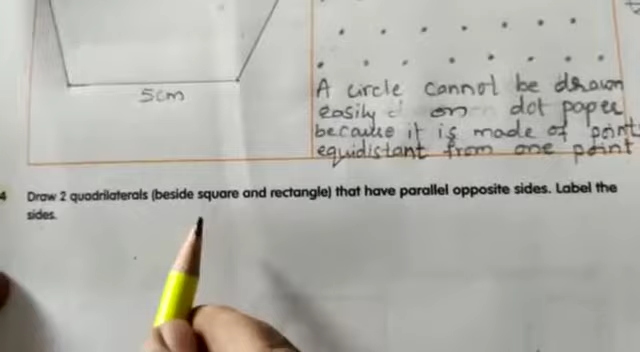 5cm
A circle cannot be drawn
easily on dot paper
because it is made of point
equidistant from one point
4 Draw 2 quadrilaterals (beside square and rectangle) that have parallel opposite sides. Label the
sides.